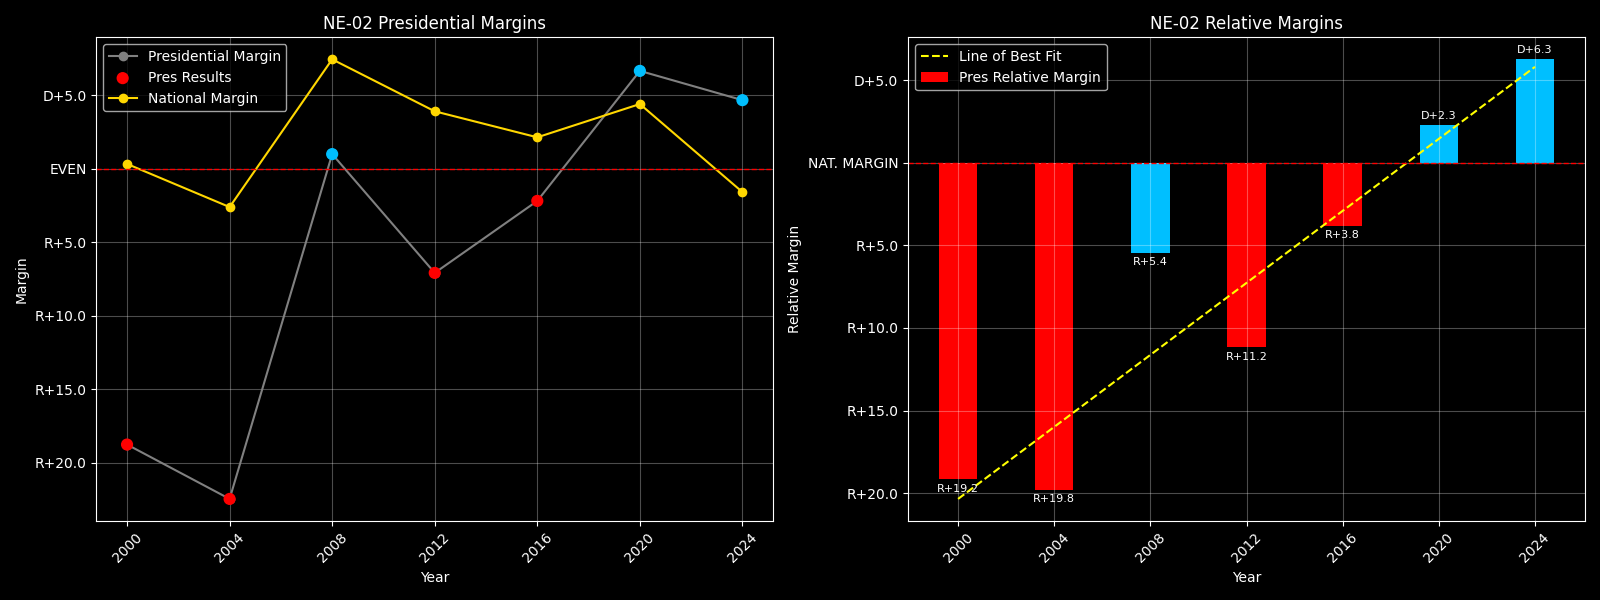 NE-02 Presidential Margins
Presidential Margin
Pres Results
National Margin
D+5.0
EVEN
R+5.0
R+10.0
R+15.0
R+20.0
Margin
2000
2004
2008
2012
2016
2020
2024
Year
NE-02 Relative Margins
Line of Best Fit
Pres Relative Margin
D+5.0
NAT. MARGIN
R+5.0
R+10.0
R+15.0
R+20.0
Relative Margin
R+19.2
R+19.8
R+5.4
R+11.2
R+3.8
D+2.3
D+6.3
2000
2004
2008
2012
2016
2020
2024
Year